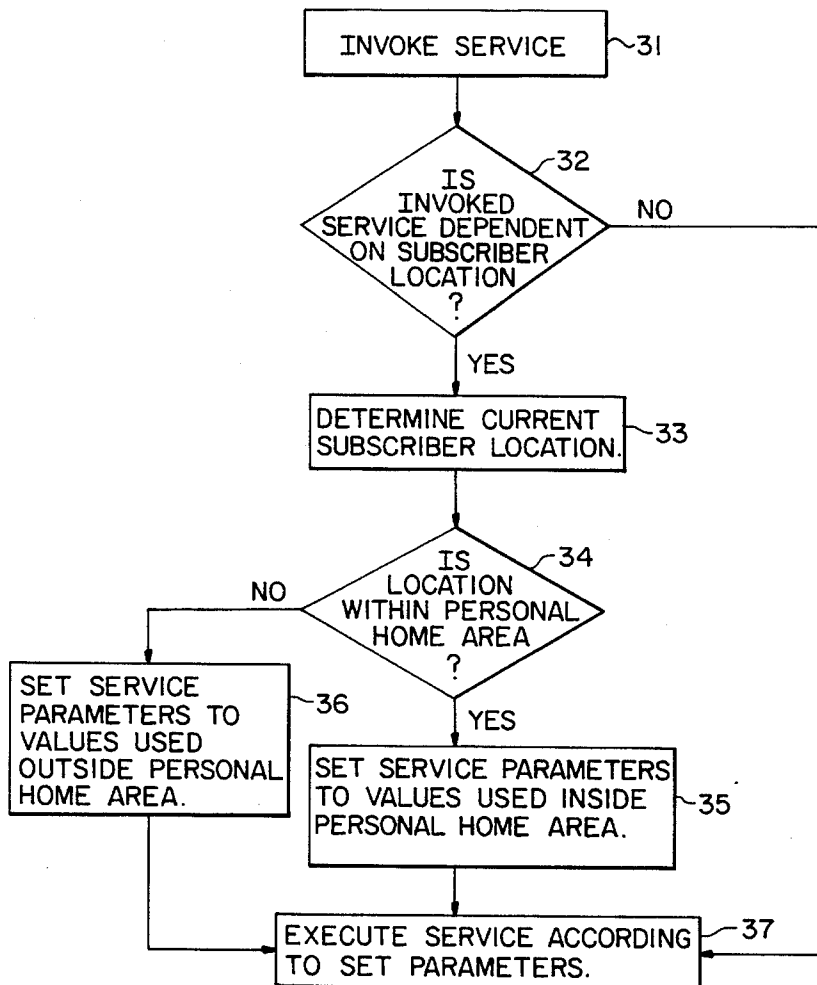 INVOKE SERVICE
31
32
IS
INVOKED
SERVICE DEPENDENT
ON SUBSCRIBER
LOCATION
?
NO
YES
DETERMINE CURRENT
SUBSCRIBER LOCATION.
33
34
IS
LOCATION
WITHIN PERSONAL
HOME AREA
?
NO
YES
SET SERVICE
PARAMETERS TO
VALUES USED
OUTSIDE PERSONAL
HOME AREA.
36
SET SERVICE PARAMETERS
TO VALUES USED INSIDE
PERSONAL HOME AREA.
35
EXECUTE SERVICE ACCORDING
TO SET PARAMETERS.
37